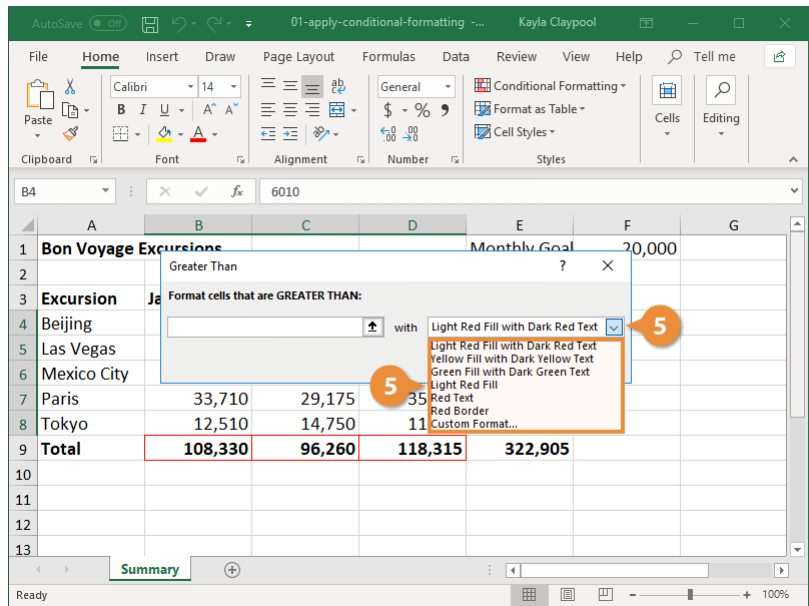 AutoSave Off 01-apply-conditional-formatting -... Kayla Claypool
File Home Insert Draw Page Layout Formulas Data Review View Help Tell me
Calibri 14 General Conditional Formatting
Paste B I U A A ab $ % 9 Format as Table Cells Editing
A .00 .00 Cell Styles
Clipboard Font Alignment Number Styles
B4 fx 6010
A B C D E F G
1 Bon Voyage Excursions Monthly Goal 20,000
2 Greater Than ? X
3 Excursion Ja Format cells that are GREATER THAN:
4 Beijing with Light Red Fill with Dark Red Text 5
5 Las Vegas Light Red Fill with Dark Red Text
Yellow Fill with Dark Yellow Text
6 Mexico City Green Fill with Dark Green Text
5 Light Red Fill
7 Paris 33,710 29,175 35 Red Text
Red Border
8 Tokyo 12,510 14,750 11 Custom Format...
9 Total 108,330 96,260 118,315 322,905
10
11
12
13
Summary
Ready 100%